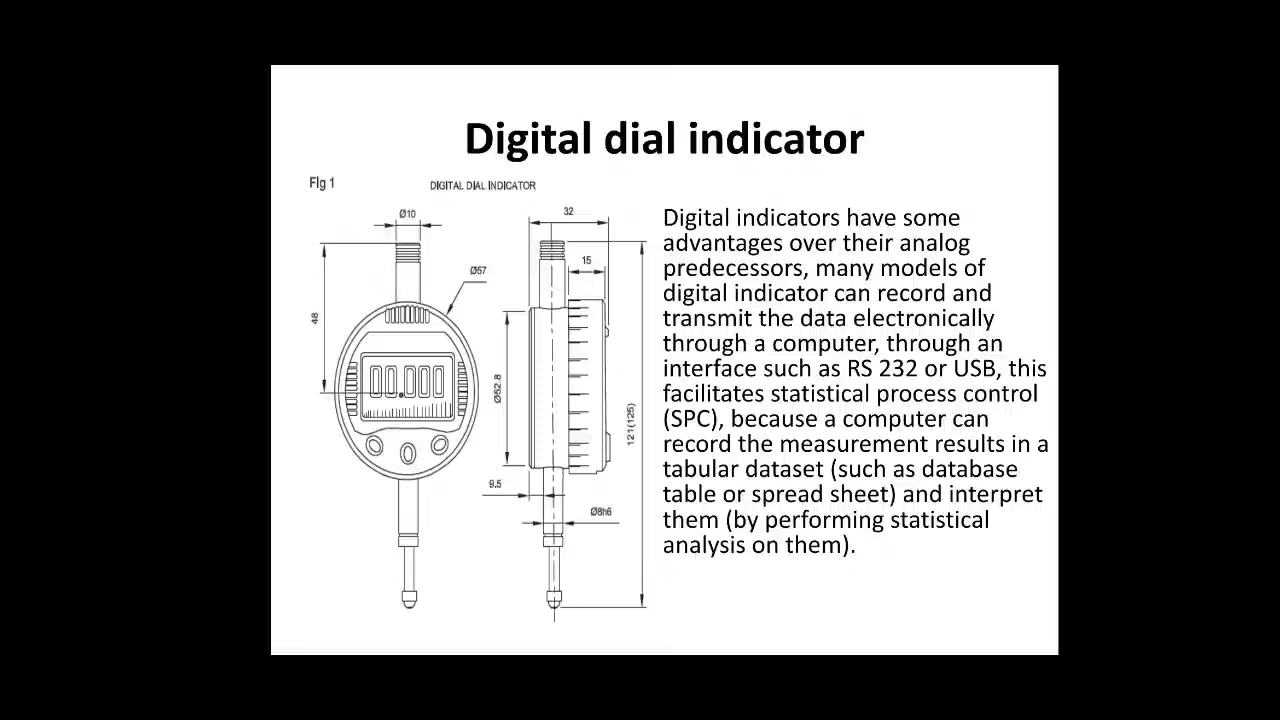 Digital dial indicator
Fig 1
DIGITAL DIAL INDICATOR
Ø10
32
15
Ø57
48
Ø52.8
121(125)
9.5
Ø8h6
Digital indicators have some
advantages over their analog
predecessors, many models of
digital indicator can record and
transmit the data electronically
through a computer, through an
interface such as RS 232 or USB, this
facilitates statistical process control
(SPC), because a computer can
record the measurement results in a
tabular dataset (such as database
table or spread sheet) and interpret
them (by performing statistical
analysis on them).